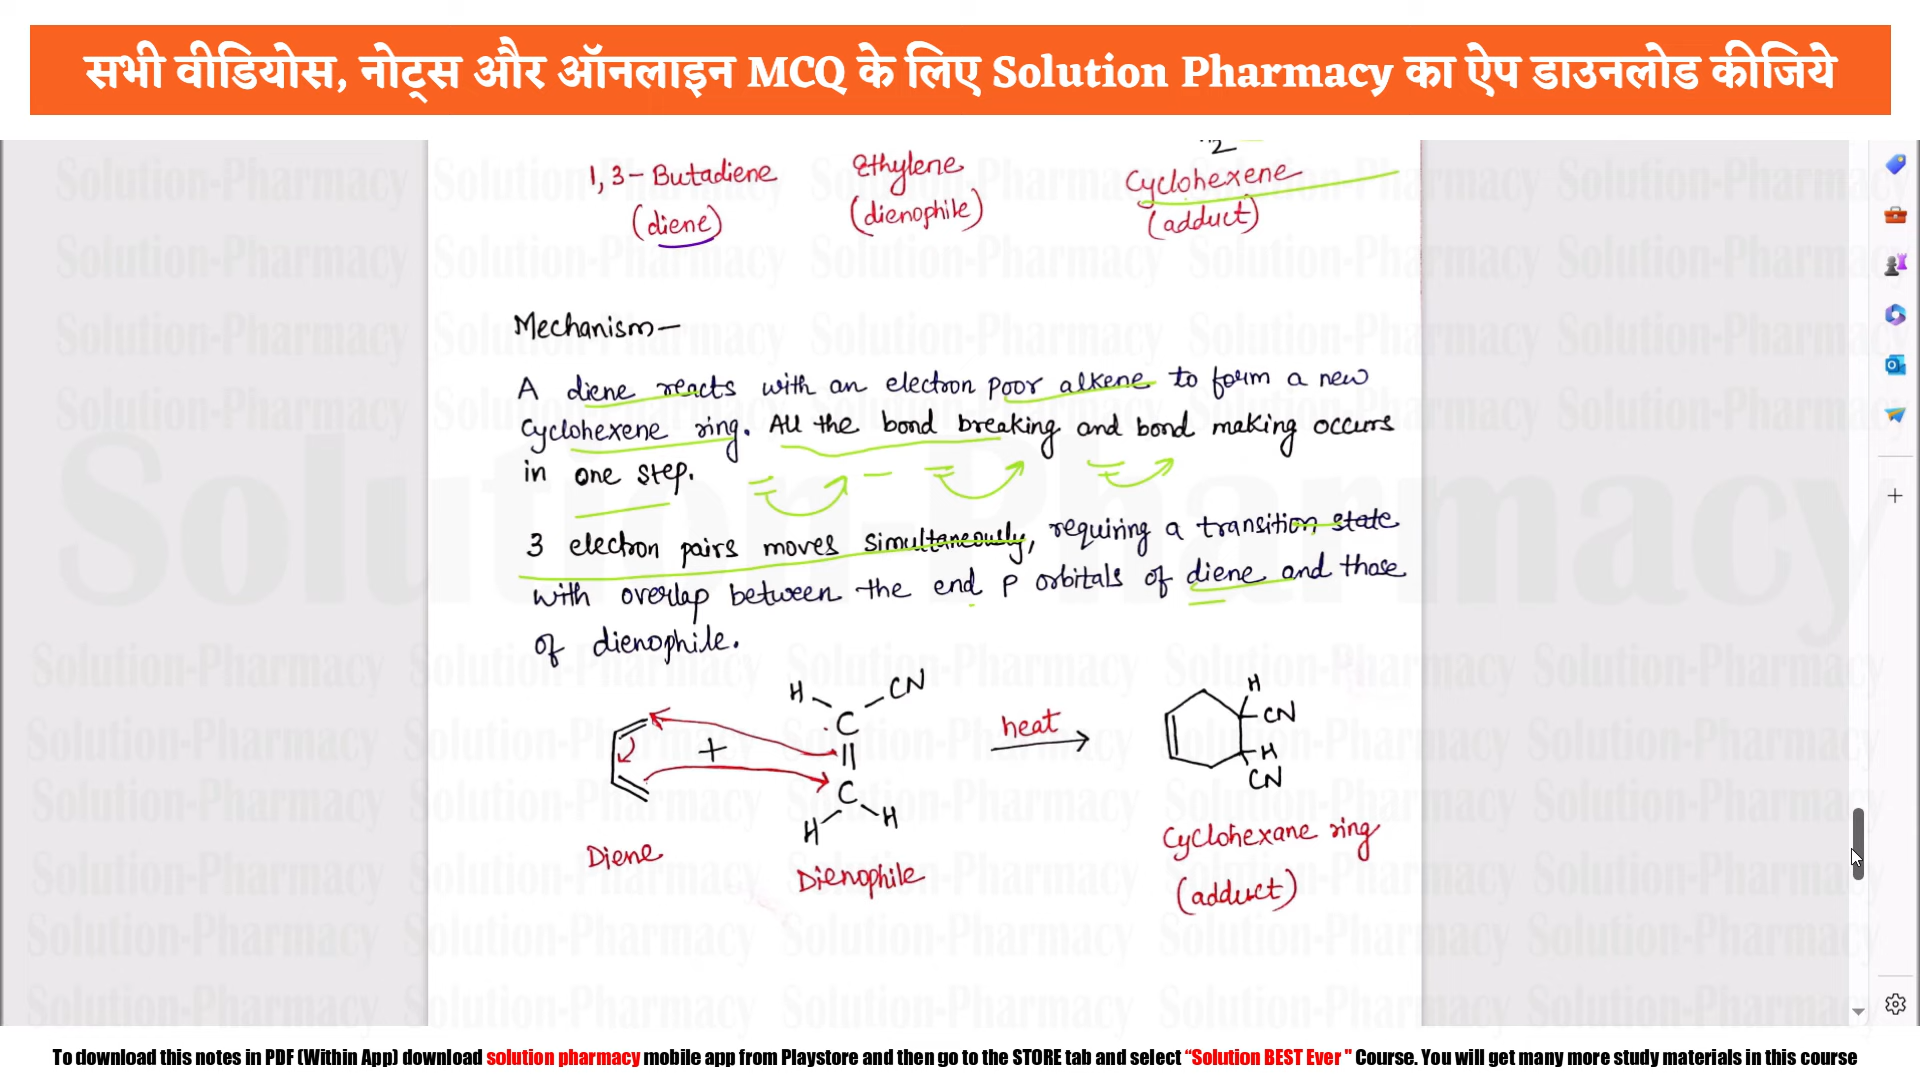 सभी वीडियोस, नोट्स और ऑनलाइन MCQ के लिए Solution Pharmacy का ऐप डाउनलोड कीजिये
2
1,3- Butadiene
(diene)
Ethylene
(dienophile)
Cyclohexene
(adduct)
Mechanism-
A diene reacts with an electron poor alkene to form a new
cyclohexene ring. All the bond breaking and bond making occurs
in one step.
3 electron pairs moves simultaneously, requiring a transition state
with overlap between the end P orbitals of diene and those
of dienophile.
H CN
C
+
C
H H
heat
H
CN
H
CN
Diene
Dienophile
Cyclohexane ring
(adduct)
Solution-Pharmacy
To download this notes in PDF (Within App) download solution pharmacy mobile app from Playstore and then go to the STORE tab and select “Solution BEST Ever " Course. You will get many more study materials in this course